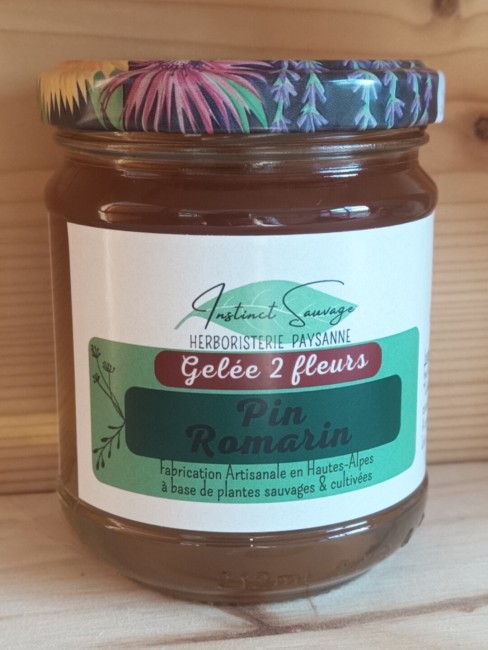 Instinct Sauvage
HERBORISTERIE PAYSANNE
Gelée 2 fleurs
Pin
Romarin
Fabrication Artisanale en Hautes-Alpes
à base de plantes sauvages & cultivées